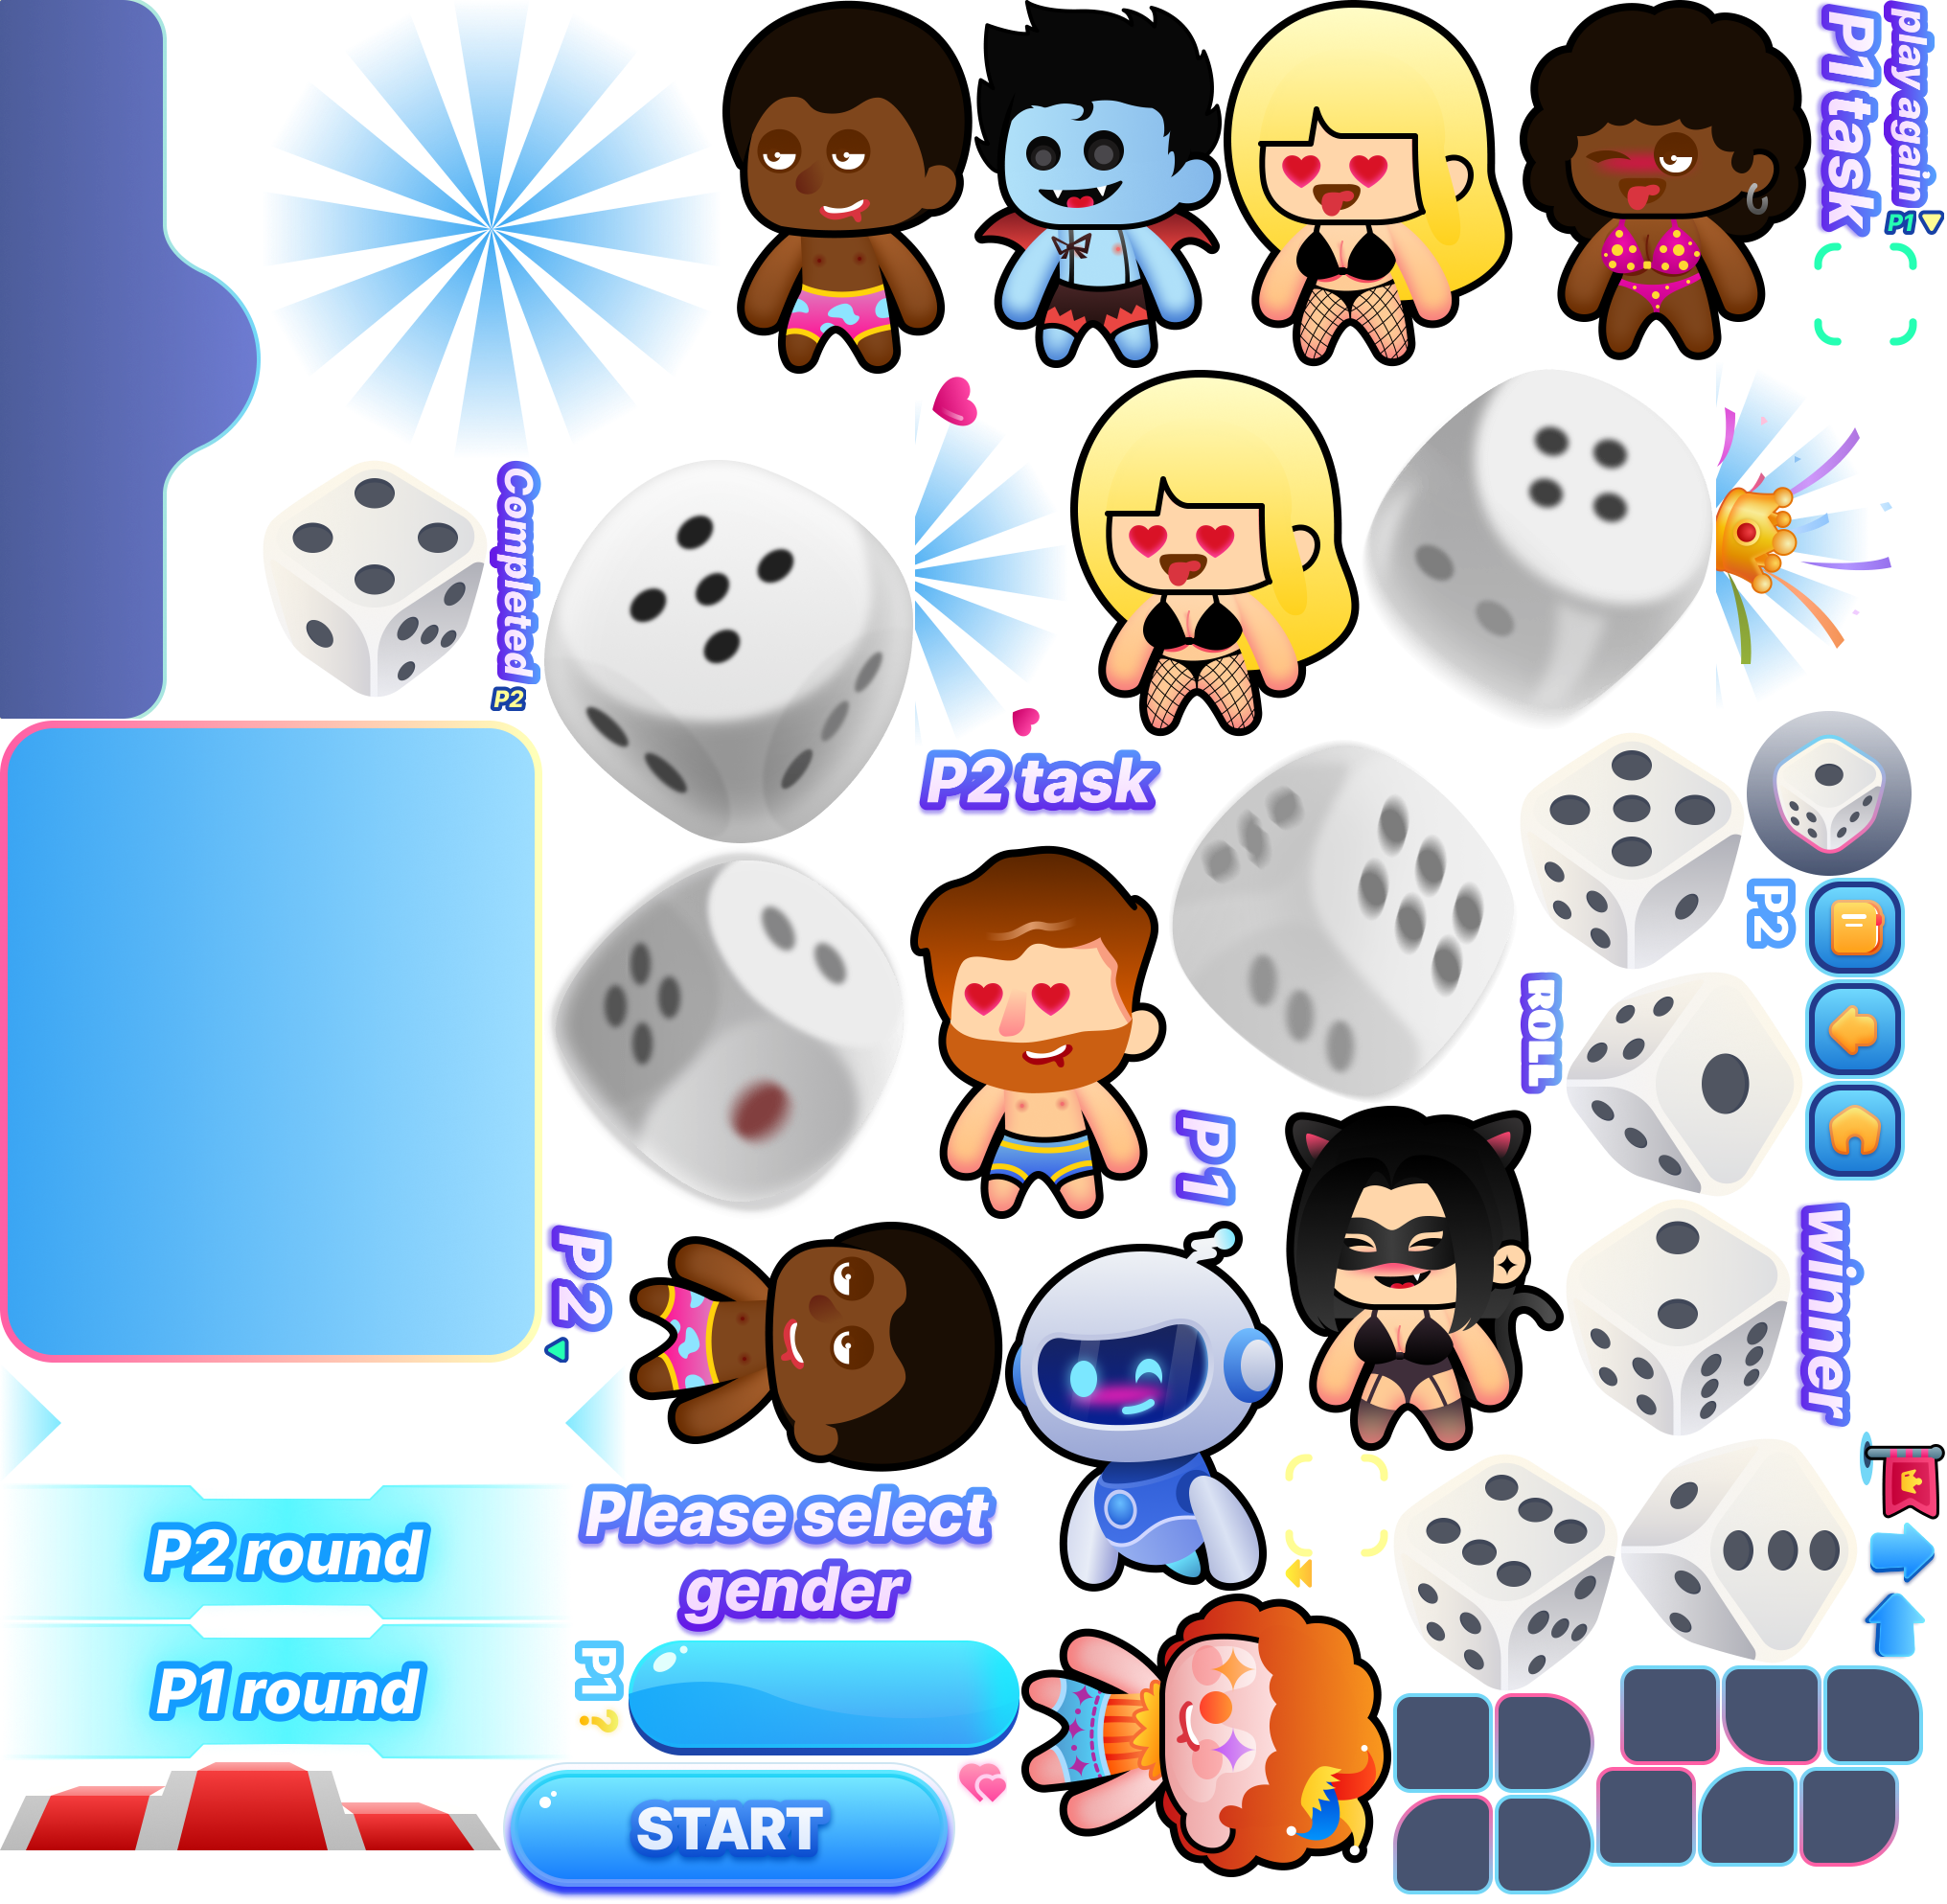 play again
P1 task
P1
Completed
P2
P2 task
P2
ROLL
P1
P2
winner
Please select
gender
P2 round
P1 round
P1
?
START